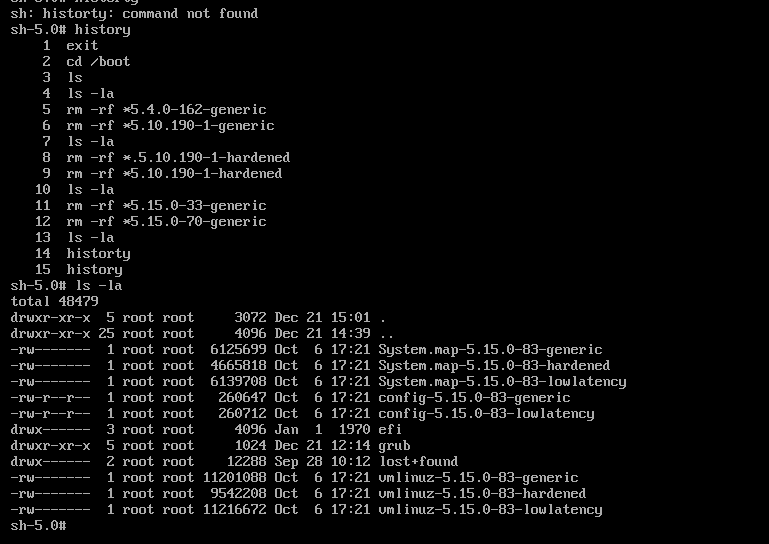 sh: historty: command not found
sh-5.0# history
    1  exit
    2  cd /boot
    3  ls
    4  ls -la
    5  rm -rf *5.4.0-162-generic
    6  rm -rf *5.10.190-1-generic
    7  ls -la
    8  rm -rf *.5.10.190-1-hardened
    9  rm -rf *5.10.190-1-hardened
   10  ls -la
   11  rm -rf *5.15.0-33-generic
   12  rm -rf *5.15.0-70-generic
   13  ls -la
   14  historty
   15  history
sh-5.0# ls -la
total 48479
drwxr-xr-x  5 root root     3072 Dec 21 15:01 .
drwxr-xr-x 25 root root     4096 Dec 21 14:39 ..
-rw-------  1 root root  6125699 Oct  6 17:21 System.map-5.15.0-83-generic
-rw-------  1 root root  4665818 Oct  6 17:21 System.map-5.15.0-83-hardened
-rw-------  1 root root  6139708 Oct  6 17:21 System.map-5.15.0-83-lowlatency
-rw-r--r--  1 root root   260647 Oct  6 17:21 config-5.15.0-83-generic
-rw-r--r--  1 root root   260712 Oct  6 17:21 config-5.15.0-83-lowlatency
drwx------  3 root root     4096 Jan  1  1970 efi
drwxr-xr-x  5 root root     1024 Dec 21 12:14 grub
drwx------  2 root root    12288 Sep 28 10:12 lost+found
-rw-------  1 root root 11201088 Oct  6 17:21 vmlinuz-5.15.0-83-generic
-rw-------  1 root root  9542208 Oct  6 17:21 vmlinuz-5.15.0-83-hardened
-rw-------  1 root root 11216672 Oct  6 17:21 vmlinuz-5.15.0-83-lowlatency
sh-5.0#